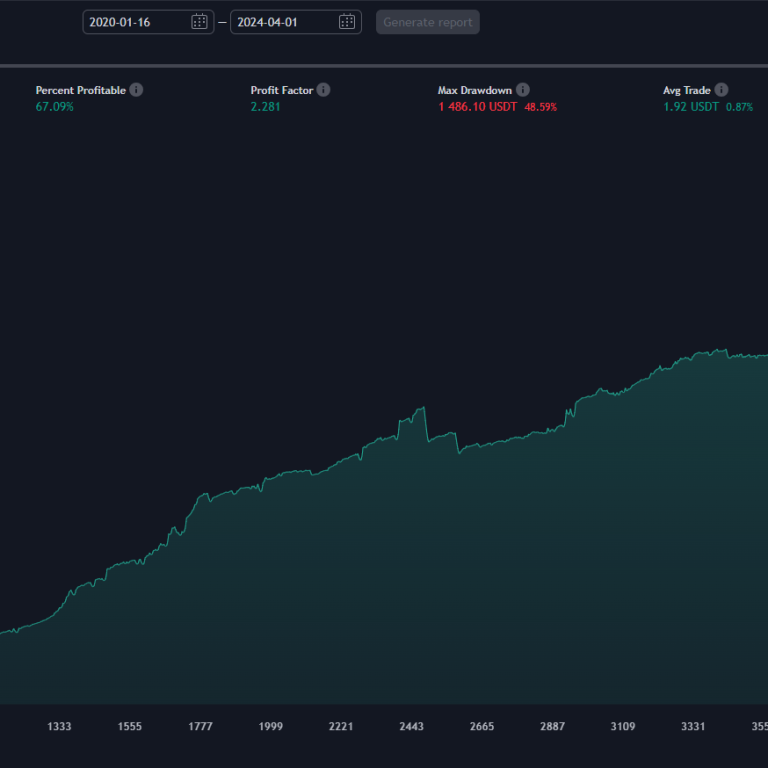 2020-01-16 — 2024-04-01 Generate report
Percent Profitable Profit Factor Max Drawdown Avg Trade
67.09% 2.281 1 486.10 USDT 48.59% 1.92 USDT 0.87%
1333 1555 1777 1999 2221 2443 2665 2887 3109 3331